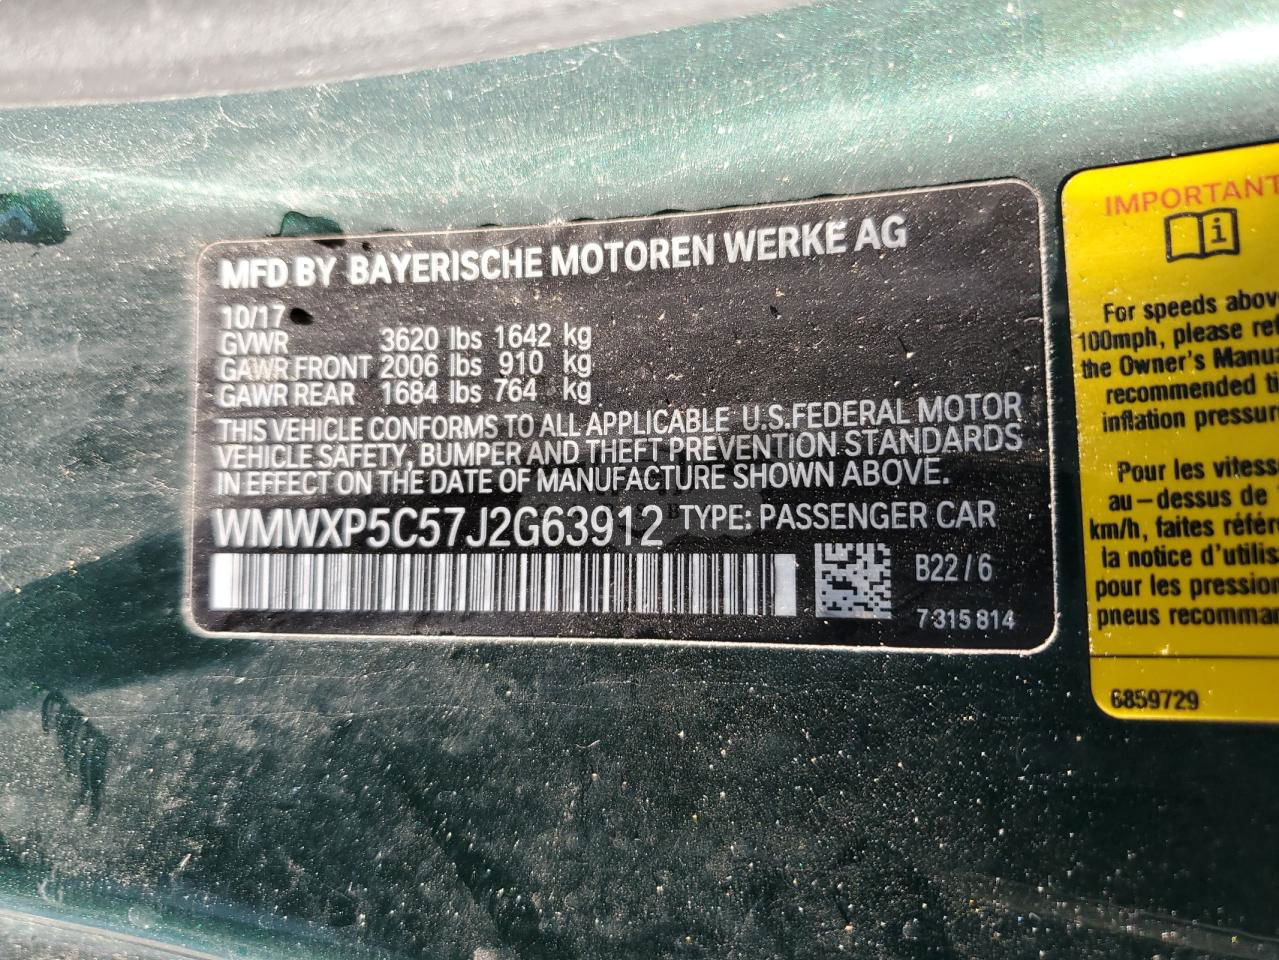 MFD BY BAYERISCHE MOTOREN WERKE AG
10/17
GVWR 3620 lbs 1642 kg
GAWR FRONT 2006 lbs 910 kg
GAWR REAR 1684 lbs 764 kg
THIS VEHICLE CONFORMS TO ALL APPLICABLE U.S.FEDERAL MOTOR
VEHICLE SAFETY, BUMPER AND THEFT PREVENTION STANDARDS
IN EFFECT ON THE DATE OF MANUFACTURE SHOWN ABOVE.
WMWXP5C57J2G63912 TYPE: PASSENGER CAR
B22/6
7 315 814
IMPORTANT
i
For speeds abov
100mph, please ref
the Owner's Manua
recommended ti
inflation pressur
Pour les vitess
au-dessus de
km/h, faites référ
la notice d'utilis
pour les pression
pneus recomma
6859729